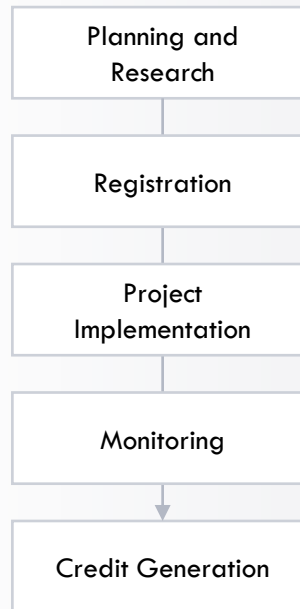 Planning and
Research
Registration
Project
Implementation
Monitoring
Credit Generation